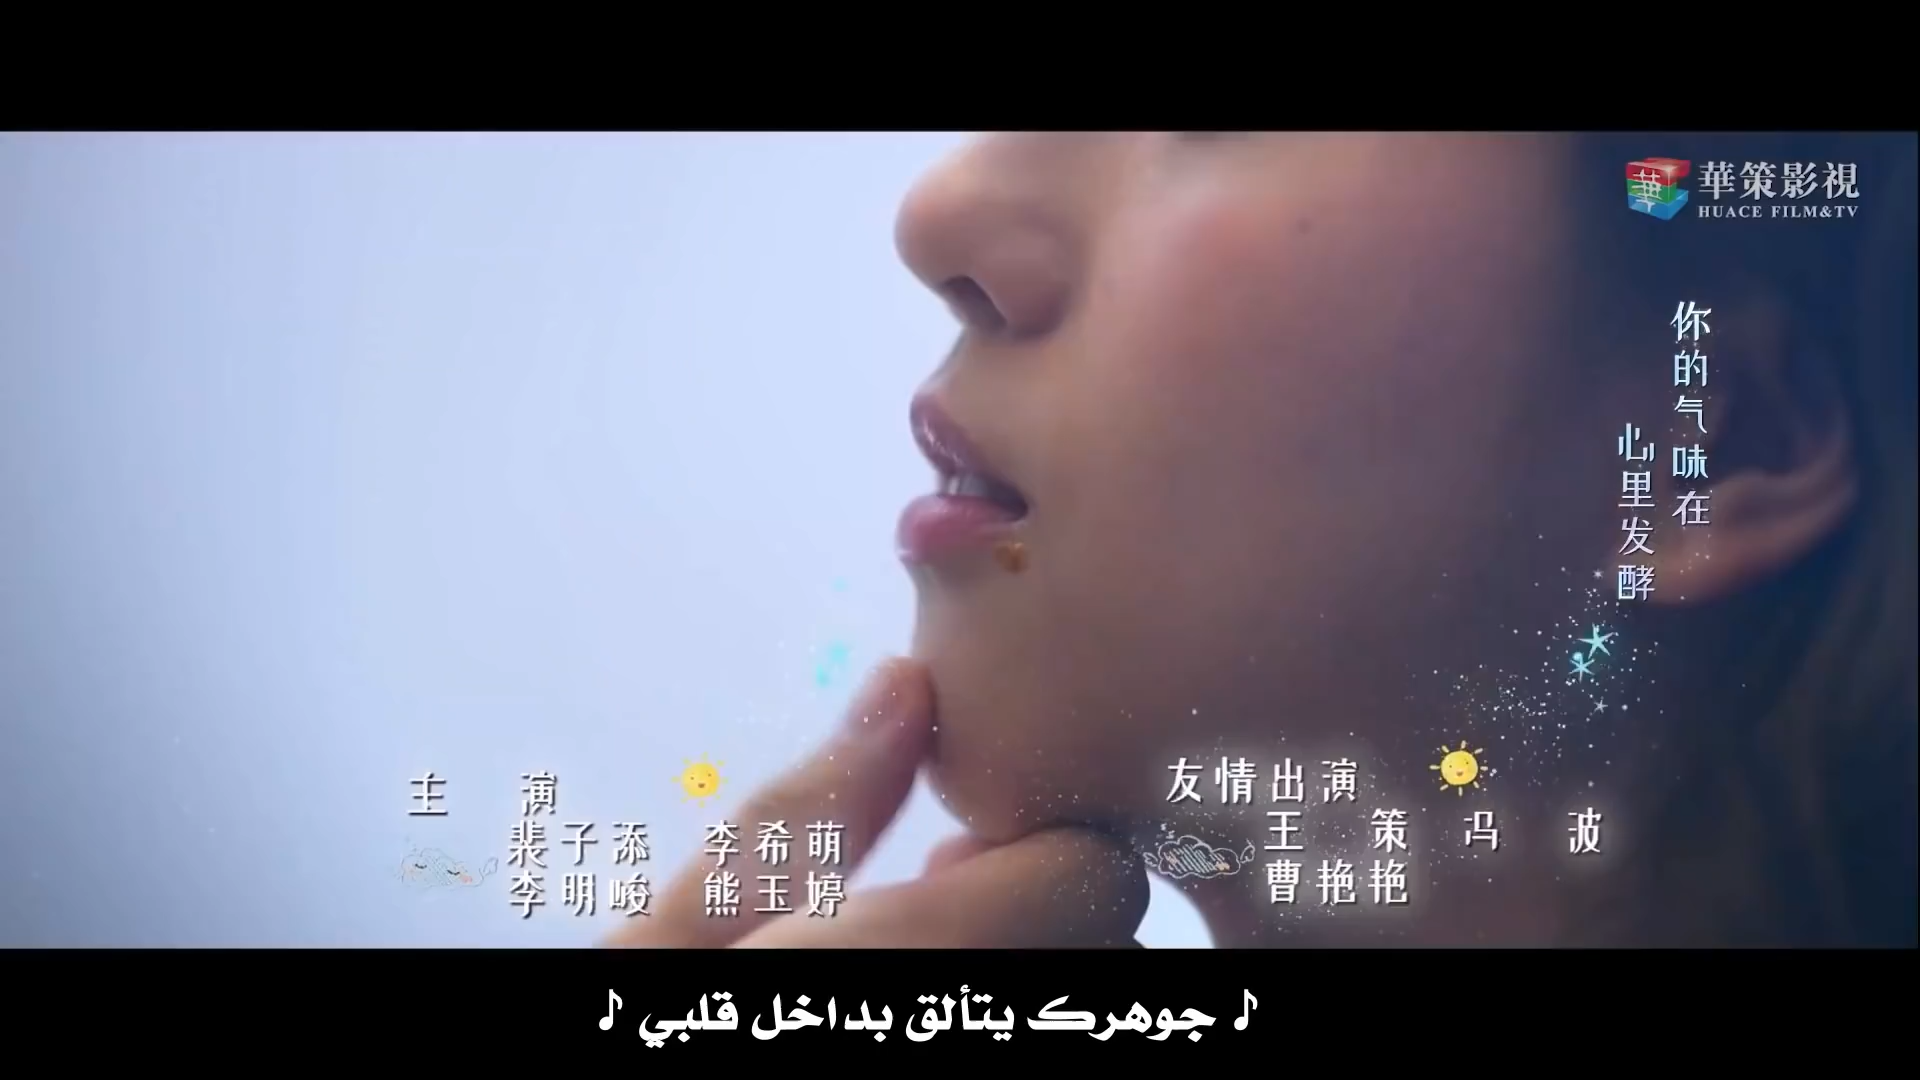 華策影視
HUACE FILM&TV
你的气味在
心里发酵
主 演
裴子添 李希萌
李明峻 熊玉婷
友情出演
王 策 冯 波
曹艳艳
♪ جوهرك يتألق بداخل قلبي ♪